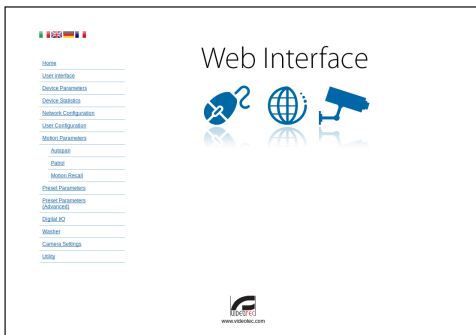 Web Interface
Home
User Interface
Device Parameters
Device Statistics
Network Configuration
User Configuration
Motion Parameters
Autopan
Patrol
Motion Recall
Preset Parameters
Preset Parameters
(Advanced)
Digital I/O
Washer
Camera Settings
Utility
VIDEOTEC
www.videotec.com